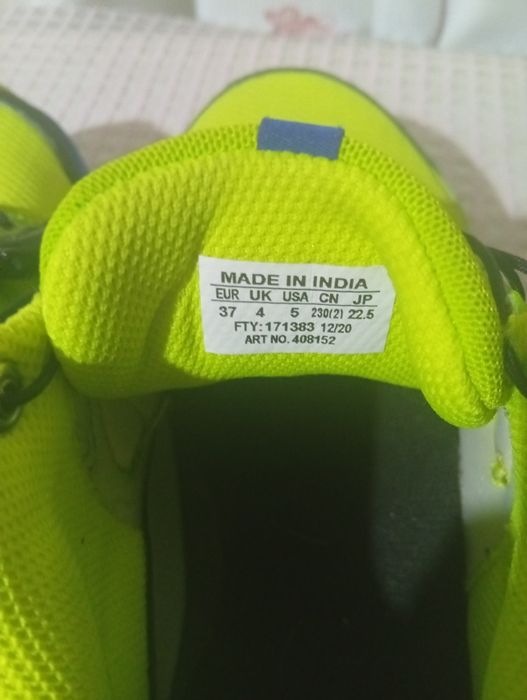 MADE IN INDIA
EUR UK USA CN JP
37 4 5 230(2) 22.5
FTY:171383 12/20
ART NO. 408152